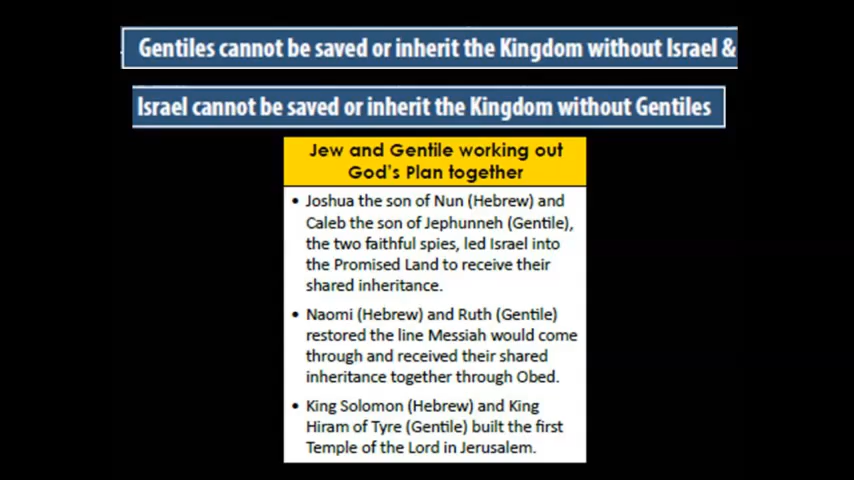 Gentiles cannot be saved or inherit the Kingdom without Israel &
Israel cannot be saved or inherit the Kingdom without Gentiles
Jew and Gentile working out
God's Plan together
• Joshua the son of Nun (Hebrew) and
Caleb the son of Jephunneh (Gentile),
the two faithful spies, led Israel into
the Promised Land to receive their
shared inheritance.
• Naomi (Hebrew) and Ruth (Gentile)
restored the line Messiah would come
through and received their shared
inheritance together through Obed.
• King Solomon (Hebrew) and King
Hiram of Tyre (Gentile) built the first
Temple of the Lord in Jerusalem.